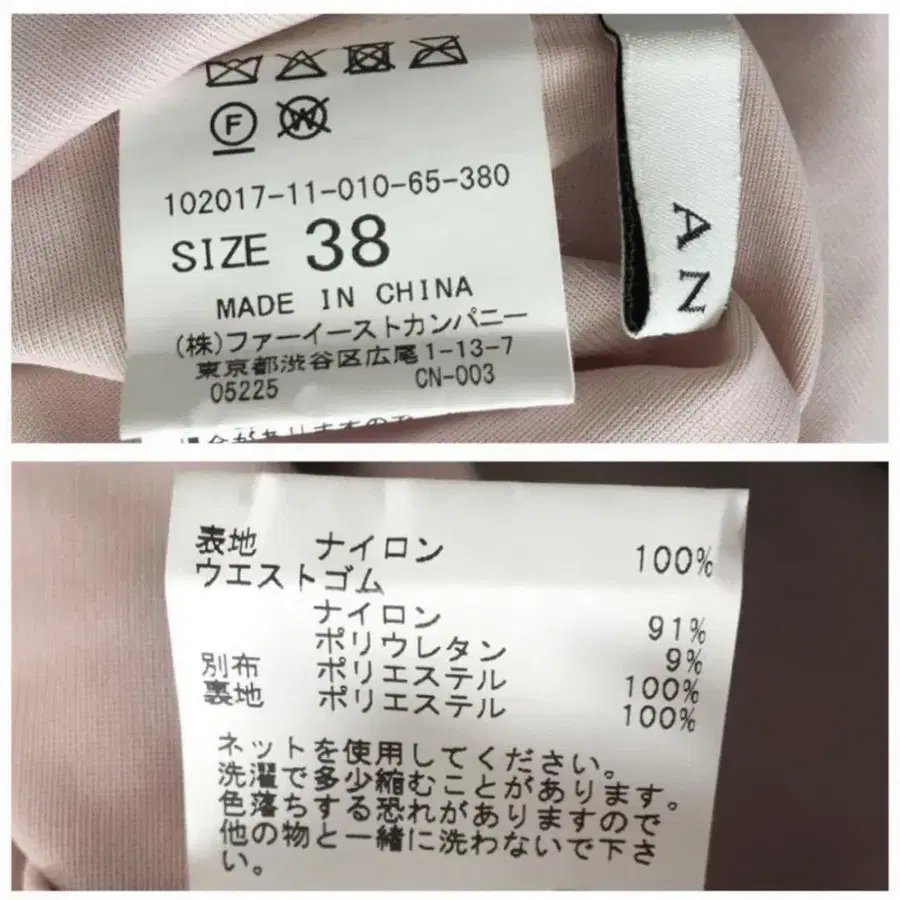 F
W
102017-11-010-65-380
SIZE 38
MADE IN CHINA
(株)ファーイーストカンパニー
東京都渋谷区広尾1-13-7
05225 CN-003
AN
表地 ナイロン 100%
ウエストゴム
ナイロン 91%
ポリウレタン 9%
別布 ポリエステル 100%
裏地 ポリエステル 100%
ネットを使用してください。
洗濯で多少縮むことがあります。
色落ちする恐れがありますので
他の物と一緒に洗わないで下さ
い。